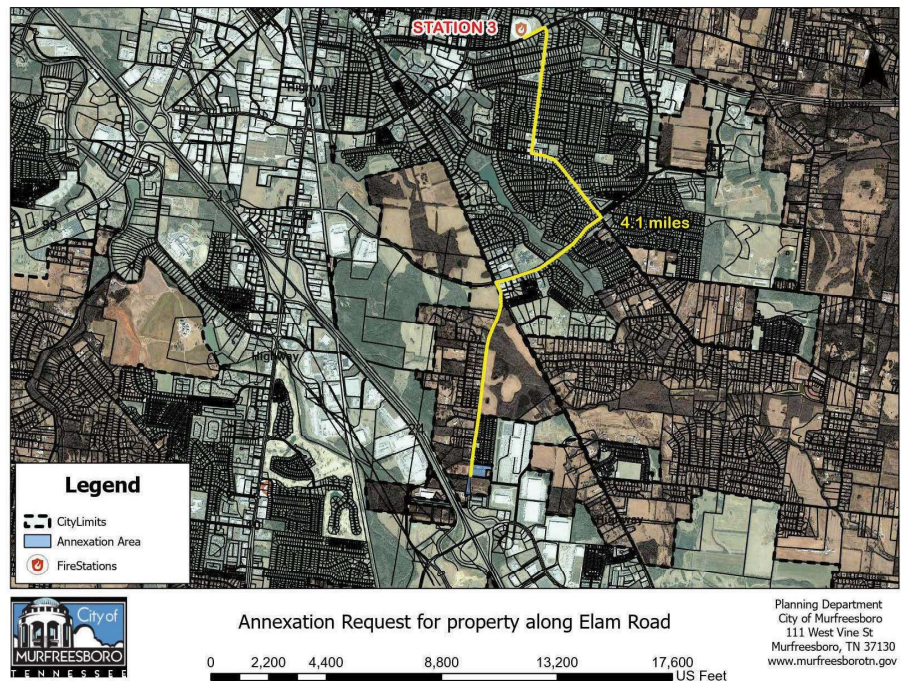 STATION 3
Highway
10
99
4.1 miles
Highway
Highway
Legend
CityLimits
Annexation Area
FireStations
City of
MURFREESBORO
TENNESSEE
Annexation Request for property along Elam Road
0 2,200 4,400 8,800 13,200 17,600
US Feet
Planning Department
City of Murfreesboro
111 West Vine St
Murfreesboro, TN 37130
www.murfreesborotn.gov